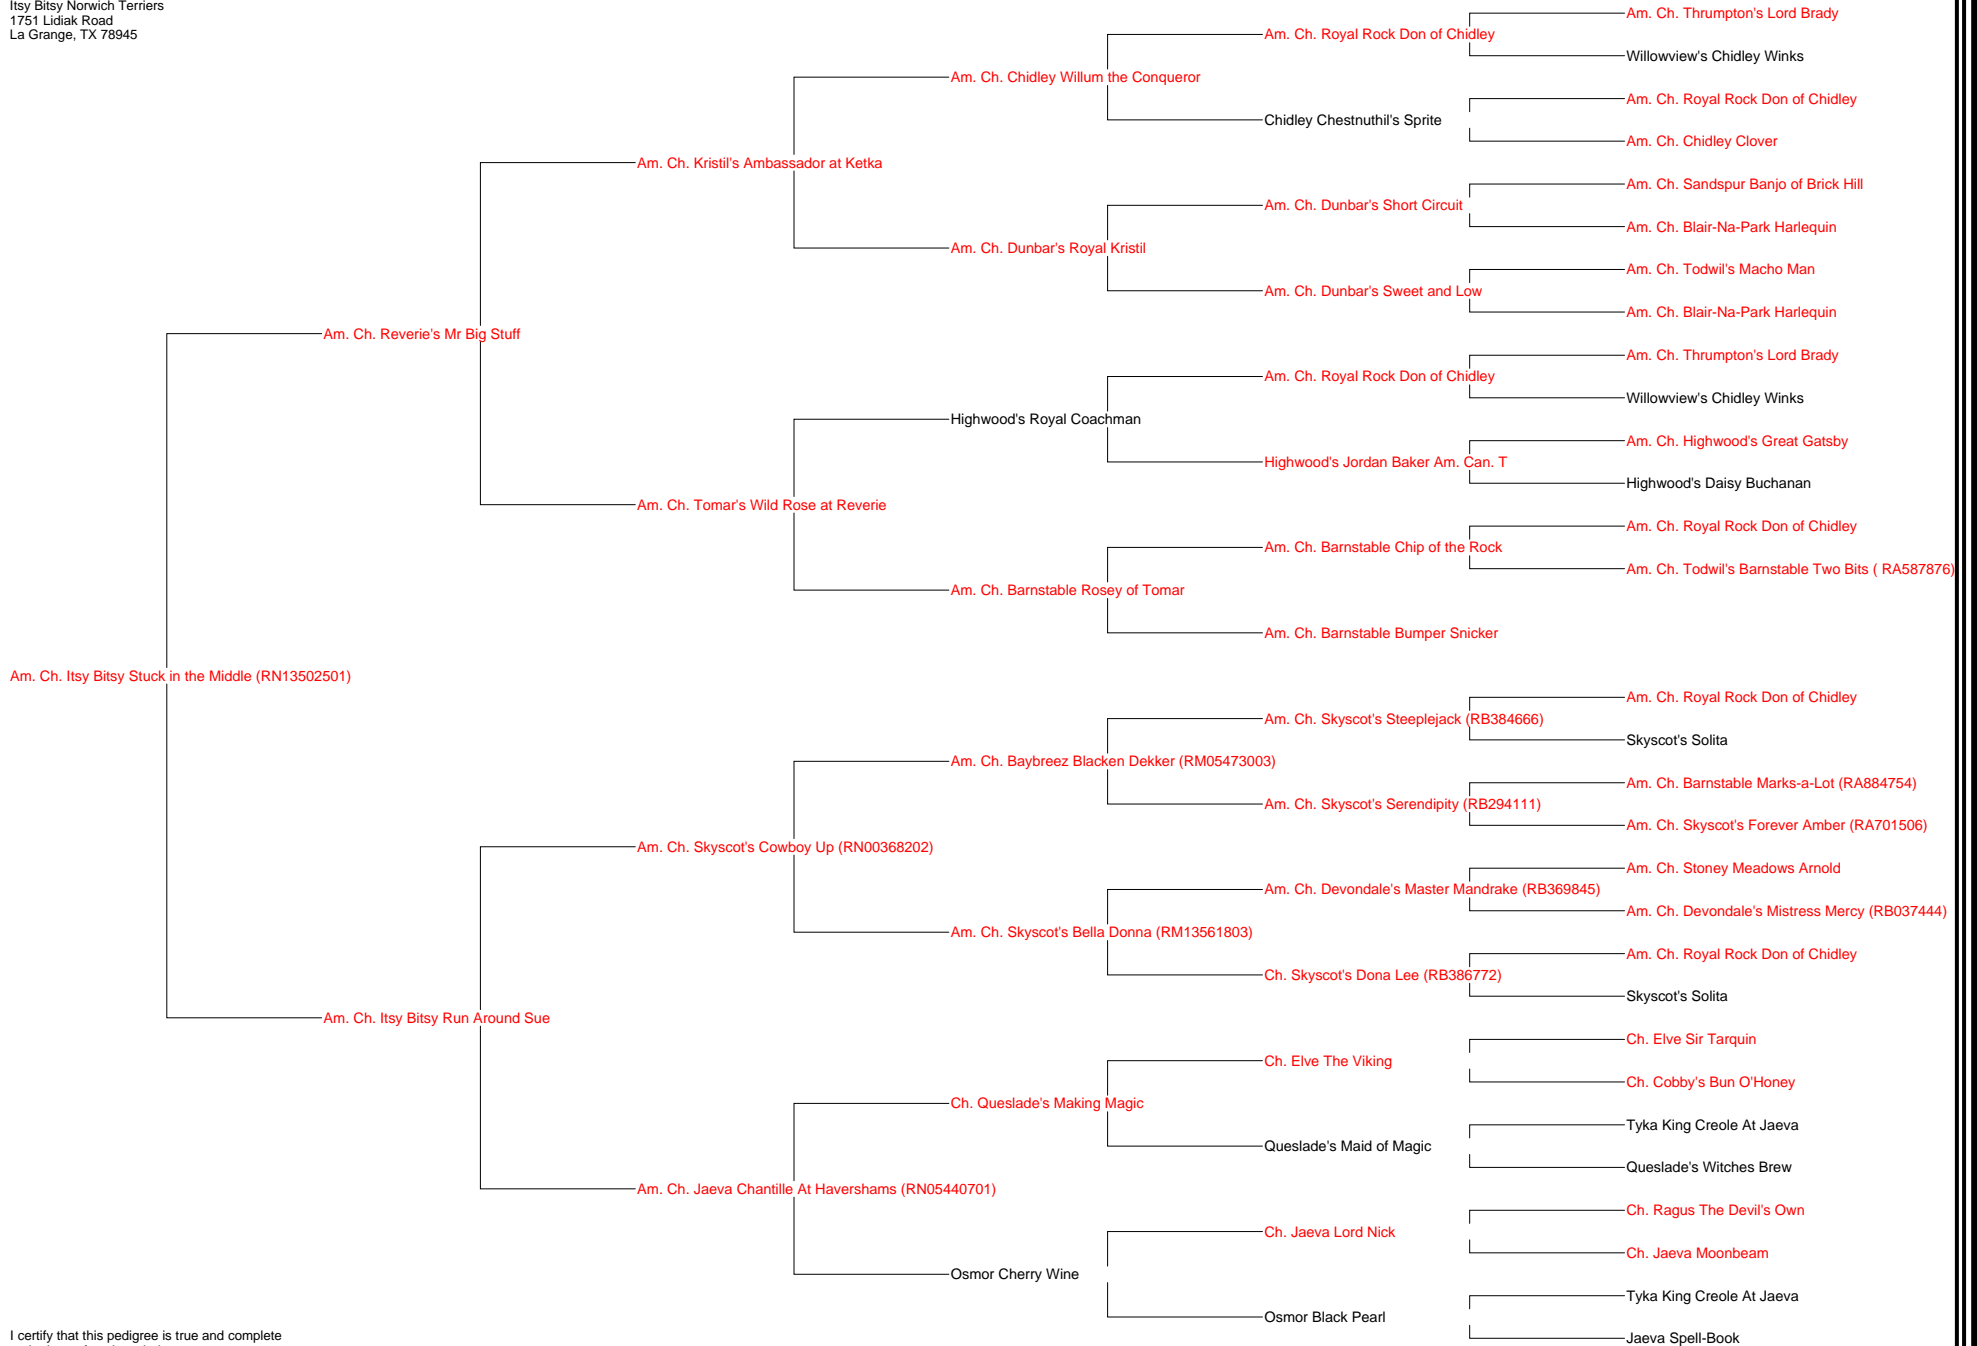 Itsy Bitsy Norwich Terriers
1751 Lidiak Road
La Grange, TX 78945
Am. Ch. Thrumpton's Lord Brady
Am. Ch. Royal Rock Don of Chidley
Willowview's Chidley Winks
Am. Ch. Chidley Willum the Conqueror
Am. Ch. Royal Rock Don of Chidley
Chidley Chestnuthil's Sprite
Am. Ch. Chidley Clover
Am. Ch. Kristil's Ambassador at Ketka
Am. Ch. Sandspur Banjo of Brick Hill
Am. Ch. Dunbar's Short Circuit
Am. Ch. Blair-Na-Park Harlequin
Am. Ch. Dunbar's Royal Kristil
Am. Ch. Todwil's Macho Man
Am. Ch. Dunbar's Sweet and Low
Am. Ch. Blair-Na-Park Harlequin
Am. Ch. Reverie's Mr Big Stuff
Am. Ch. Thrumpton's Lord Brady
Am. Ch. Royal Rock Don of Chidley
Willowview's Chidley Winks
Highwood's Royal Coachman
Am. Ch. Highwood's Great Gatsby
Highwood's Jordan Baker Am. Can. T
Highwood's Daisy Buchanan
Am. Ch. Tomar's Wild Rose at Reverie
Am. Ch. Royal Rock Don of Chidley
Am. Ch. Barnstable Chip of the Rock
Am. Ch. Todwil's Barnstable Two Bits ( RA587876)
Am. Ch. Barnstable Rosey of Tomar
Am. Ch. Barnstable Bumper Snicker
Am. Ch. Itsy Bitsy Stuck in the Middle (RN13502501)
Am. Ch. Royal Rock Don of Chidley
Am. Ch. Skyscot's Steeplejack (RB384666)
Skyscot's Solita
Am. Ch. Baybreez Blacken Dekker (RM05473003)
Am. Ch. Barnstable Marks-a-Lot (RA884754)
Am. Ch. Skyscot's Serendipity (RB294111)
Am. Ch. Skyscot's Forever Amber (RA701506)
Am. Ch. Skyscot's Cowboy Up (RN00368202)
Am. Ch. Stoney Meadows Arnold
Am. Ch. Devondale's Master Mandrake (RB369845)
Am. Ch. Devondale's Mistress Mercy (RB037444)
Am. Ch. Skyscot's Bella Donna (RM13561803)
Am. Ch. Royal Rock Don of Chidley
Ch. Skyscot's Dona Lee (RB386772)
Skyscot's Solita
Am. Ch. Itsy Bitsy Run Around Sue
Ch. Elve Sir Tarquin
Ch. Elve The Viking
Ch. Cobby's Bun O'Honey
Ch. Queslade's Making Magic
Tyka King Creole At Jaeva
Queslade's Maid of Magic
Queslade's Witches Brew
Am. Ch. Jaeva Chantille At Havershams (RN05440701)
Ch. Ragus The Devil's Own
Ch. Jaeva Lord Nick
Ch. Jaeva Moonbeam
Osmor Cherry Wine
Tyka King Creole At Jaeva
Osmor Black Pearl
Jaeva Spell-Book
I certify that this pedigree is true and complete